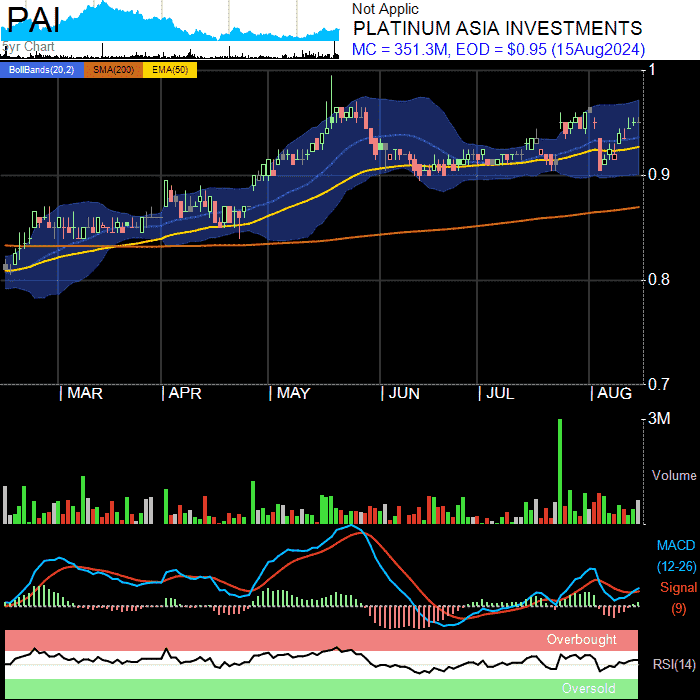 PAI
5yr Chart
Not Applic
PLATINUM ASIA INVESTMENTS
MC = 351.3M, EOD = $0.95 (15Aug2024)
BollBands(20,2) SMA(200) EMA(50)
1
0.9
0.8
0.7
MAR APR MAY JUN JUL AUG
3M
Volume
MACD
(12-26)
Signal
(9)
Overbought
RSI(14)
Oversold